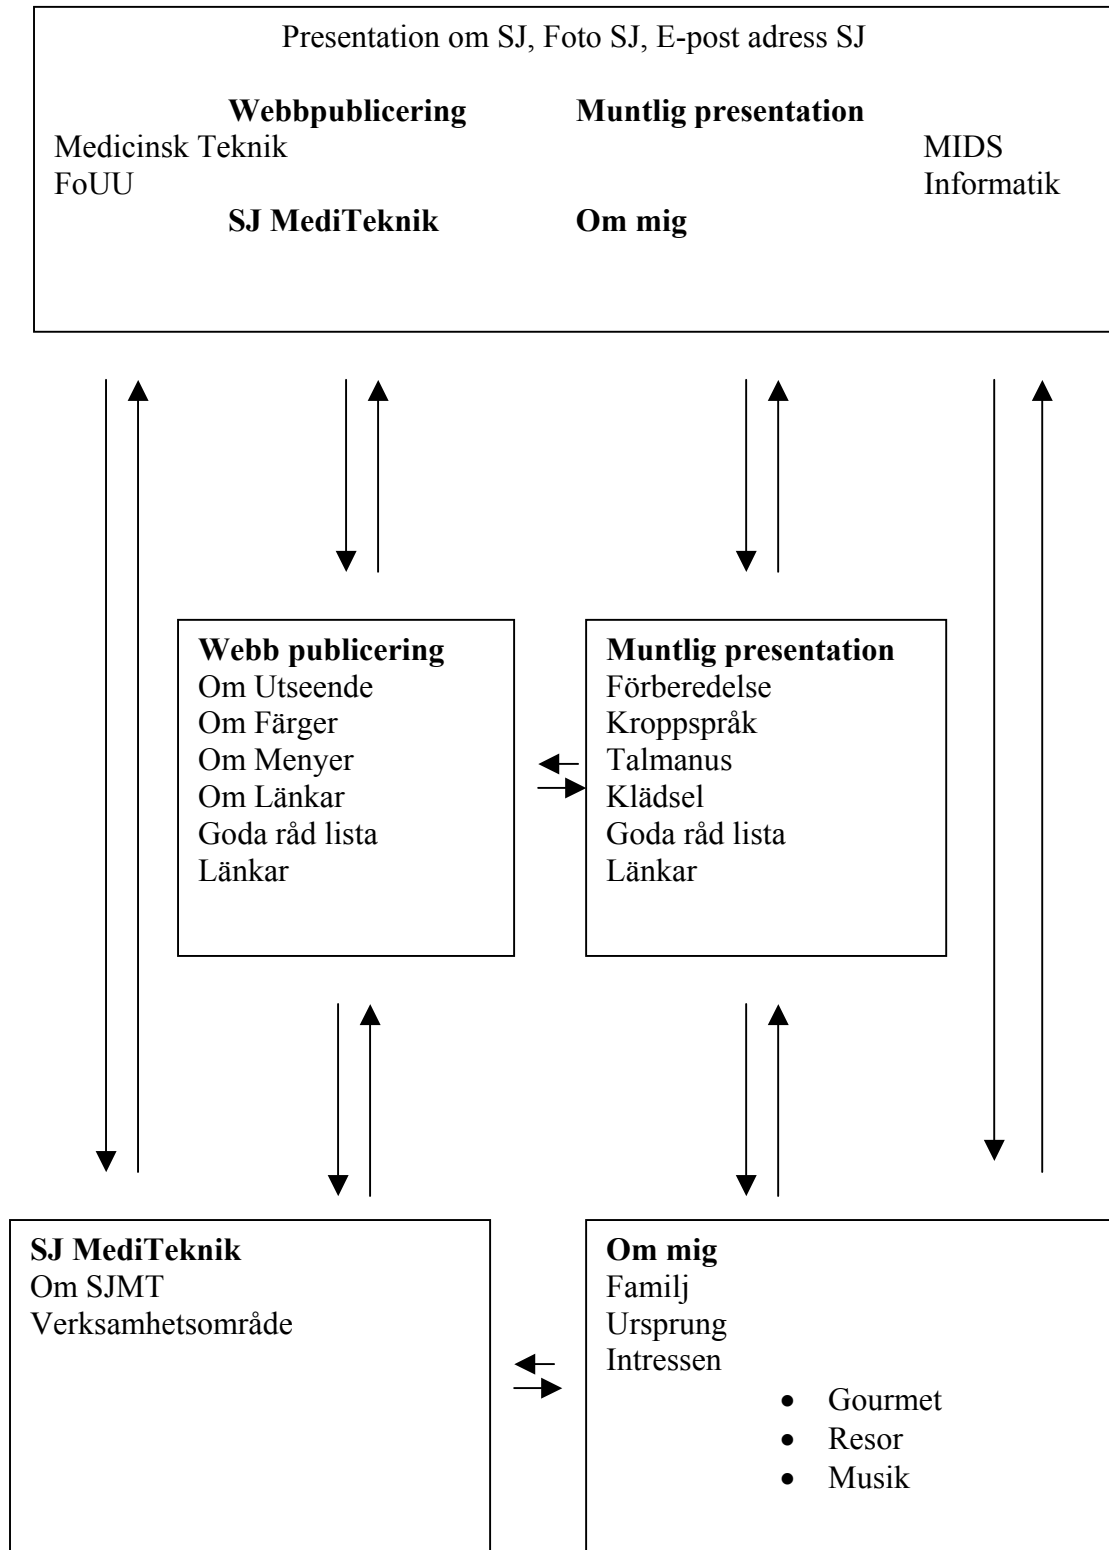 Presentation om SJ, Foto SJ, E-post adress SJ
Webbpublicering Muntlig presentation
Medicinsk Teknik MIDS
FoUU Informatik
SJ MediTeknik Om mig
Webb publicering
Om Utseende
Om Färger
Om Menyer
Om Länkar
Goda råd lista
Länkar
Muntlig presentation
Förberedelse
Kroppspråk
Talmanus
Klädsel
Goda råd lista
Länkar
SJ MediTeknik
Om SJMT
Verksamhetsområde
Om mig
Familj
Ursprung
Intressen
• Gourmet
• Resor
• Musik